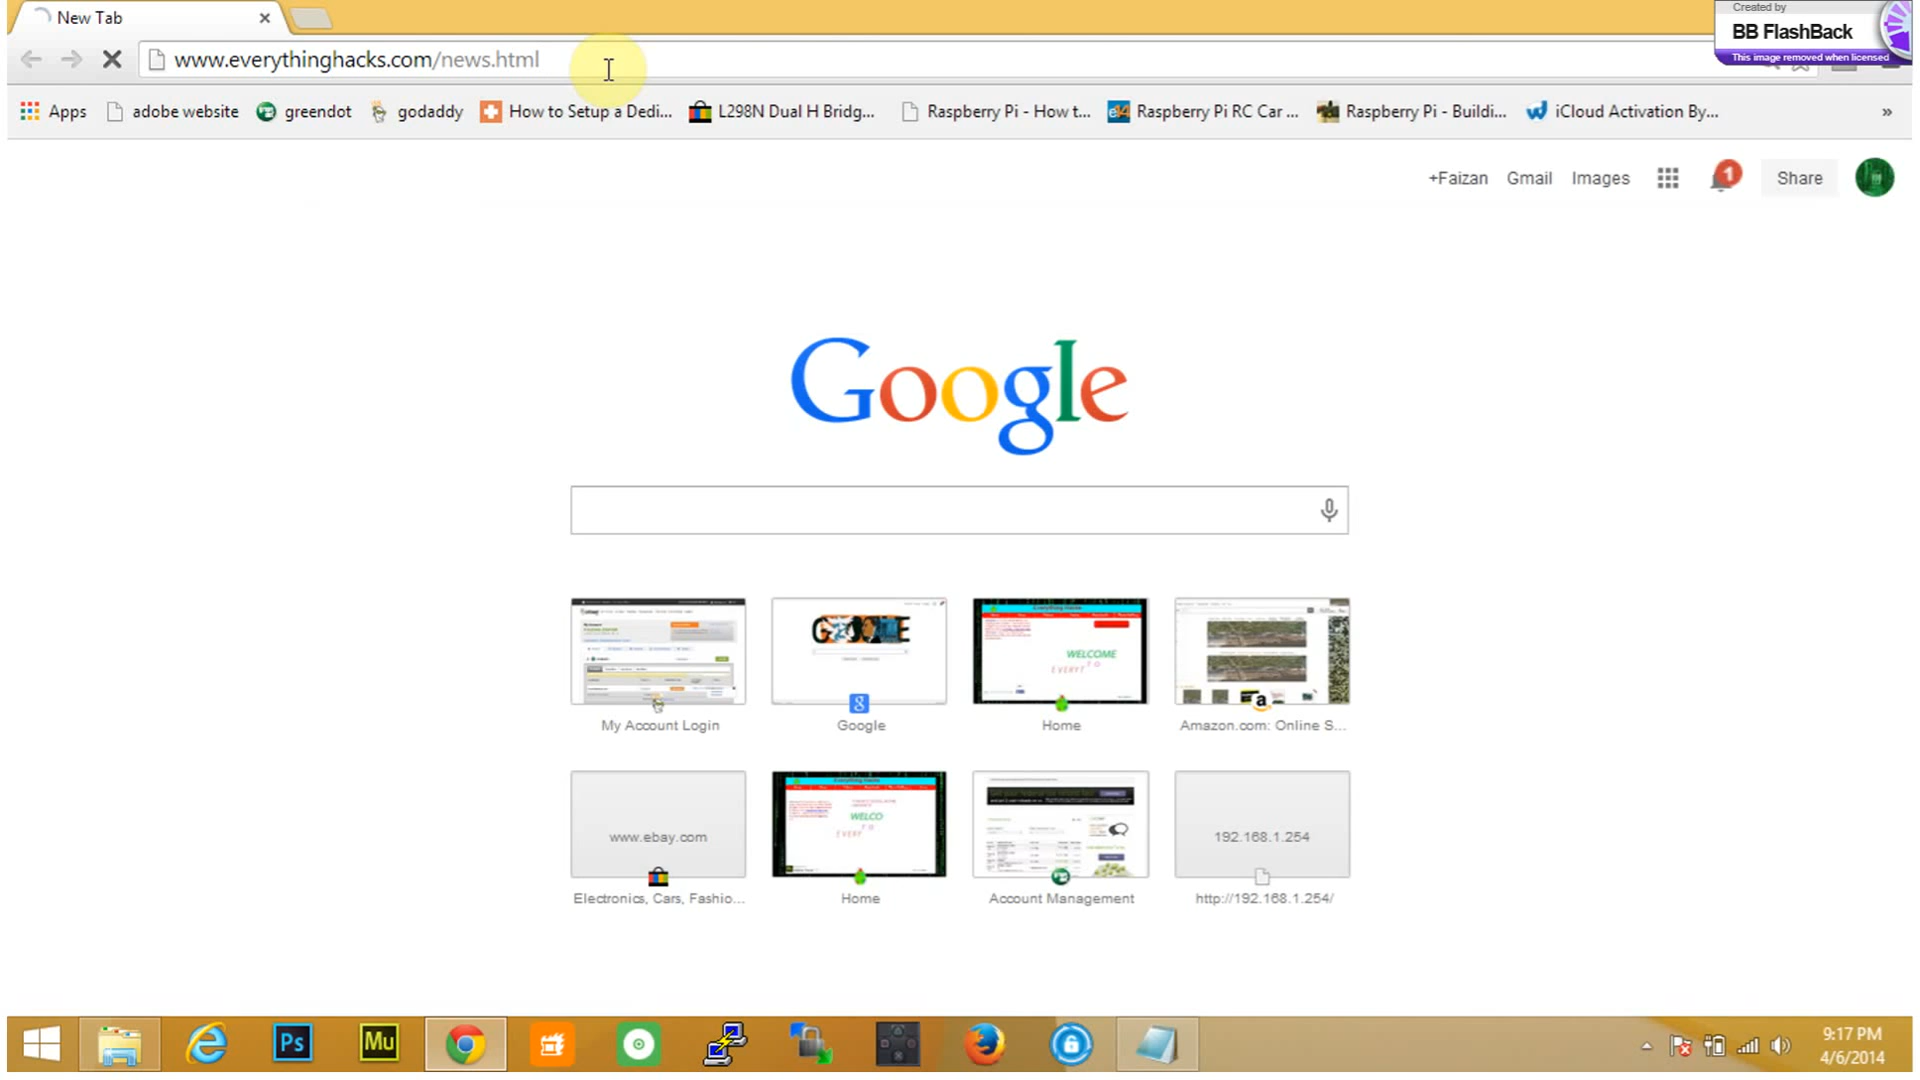 New Tab
Created by
BB FlashBack
This image removed when licensed
www.everythinghacks.com/news.html
Apps
adobe website
greendot
godaddy
How to Setup a Dedi...
L298N Dual H Bridg...
Raspberry Pi - How t...
Raspberry Pi RC Car ...
Raspberry Pi - Buildi...
iCloud Activation By...
»
+Faizan
Gmail
Images
1
Share
Google
WELCOME
My Account Login
Google
Home
Amazon.com: Online S...
www.ebay.com
WELCO
192.168.1.254
Electronics, Cars, Fashio...
Home
Account Management
http://192.168.1.254/
Ps
Mu
9:17 PM
4/6/2014